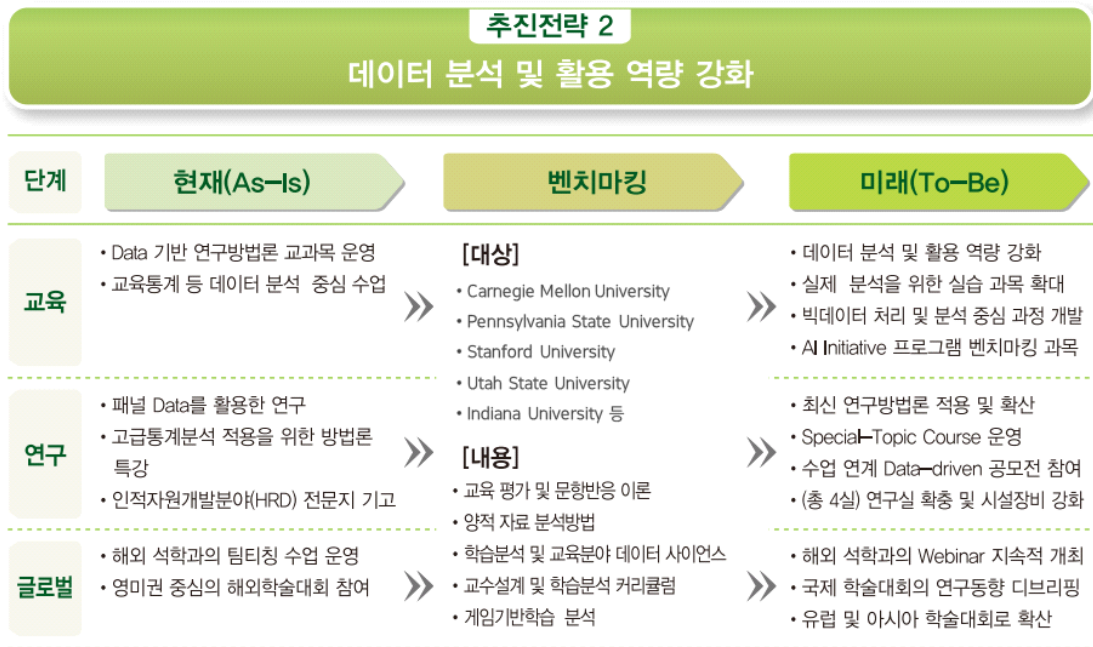 추진전략 2
데이터 분석 및 활용 역량 강화
단계
현재(As-Is)
벤치마킹
미래(To-Be)
교육
• Data 기반 연구방법론 교과목 운영
• 교육통계 등 데이터 분석 중심 수업
연구
• 패널 Data를 활용한 연구
• 고급통계분석 적용을 위한 방법론
특강
• 인적자원개발분야(HRD) 전문지 기고
글로벌
• 해외 석학과의 팀티칭 수업 운영
• 영미권 중심의 해외학술대회 참여
[대상]
• Carnegie Mellon University
• Pennsylvania State University
• Stanford University
• Utah State University
• Indiana University 등
[내용]
• 교육 평가 및 문항반응 이론
• 양적 자료 분석방법
• 학습분석 및 교육분야 데이터 사이언스
• 교수설계 및 학습분석 커리큘럼
• 게임기반학습 분석
• 데이터 분석 및 활용 역량 강화
• 실제 분석을 위한 실습 과목 확대
• 빅데이터 처리 및 분석 중심 과정 개발
• AI Initiative 프로그램 벤치마킹 과목
• 최신 연구방법론 적용 및 확산
• Special-Topic Course 운영
• 수업 연계 Data-driven 공모전 참여
• (총 4실) 연구실 확충 및 시설장비 강화
• 해외 석학과의 Webinar 지속적 개최
• 국제 학술대회의 연구동향 디브리핑
• 유럽 및 아시아 학술대회로 확산